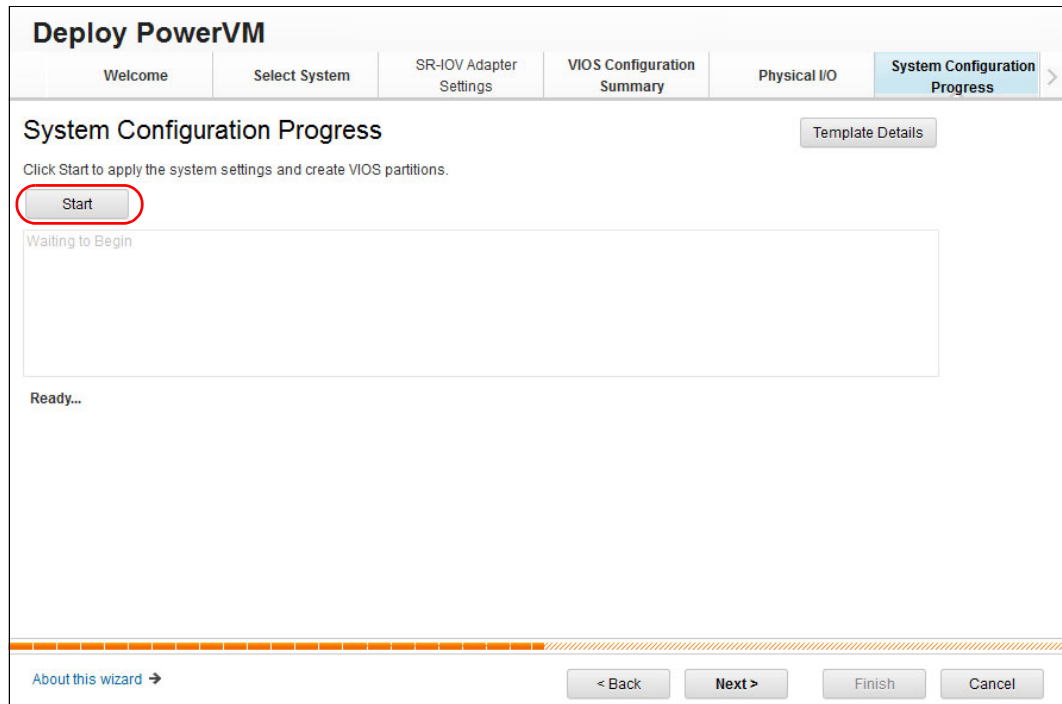 Deploy PowerVM
Welcome
Select System
SR-IOV Adapter
Settings
VIOS Configuration
Summary
Physical I/O
System Configuration
Progress
System Configuration Progress
Template Details
Click Start to apply the system settings and create VIOS partitions.
Start
Waiting to Begin
Ready...
About this wizard →
< Back
Next >
Finish
Cancel